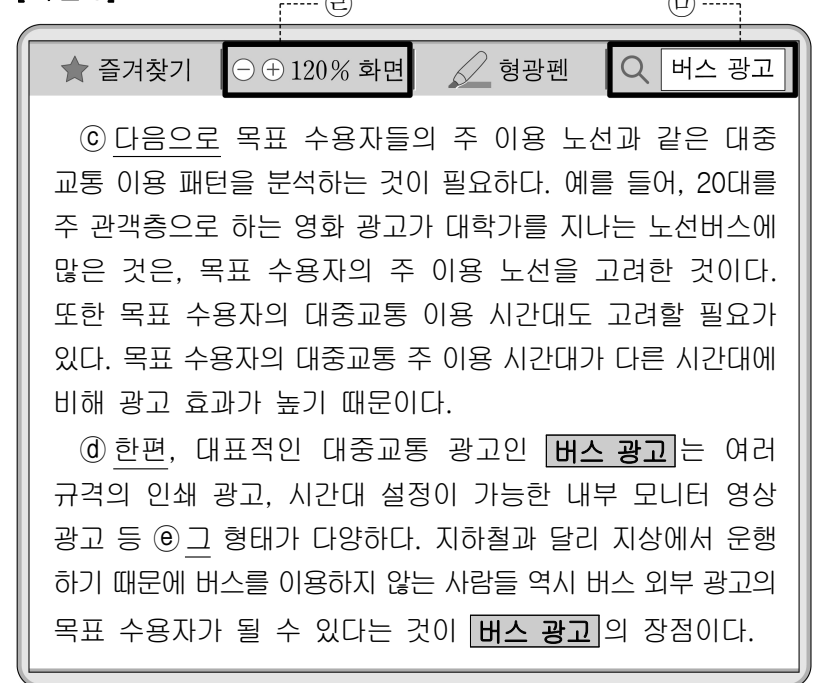 ㉣ ㉤
즐겨찾기 ⊖⊕120% 화면 형광펜 버스 광고
ⓒ 다음으로 목표 수용자들의 주 이용 노선과 같은 대중
교통 이용 패턴을 분석하는 것이 필요하다. 예를 들어, 20대를
주 관객층으로 하는 영화 광고가 대학가를 지나는 노선버스에
많은 것은, 목표 수용자의 주 이용 노선을 고려한 것이다.
또한 목표 수용자의 대중교통 이용 시간대도 고려할 필요가
있다. 목표 수용자의 대중교통 주 이용 시간대가 다른 시간대에
비해 광고 효과가 높기 때문이다.
ⓓ 한편, 대표적인 대중교통 광고인 버스 광고는 여러
규격의 인쇄 광고, 시간대 설정이 가능한 내부 모니터 영상
광고 등 ⓔ 그 형태가 다양하다. 지하철과 달리 지상에서 운행
하기 때문에 버스를 이용하지 않는 사람들 역시 버스 외부 광고의
목표 수용자가 될 수 있다는 것이 버스 광고의 장점이다.